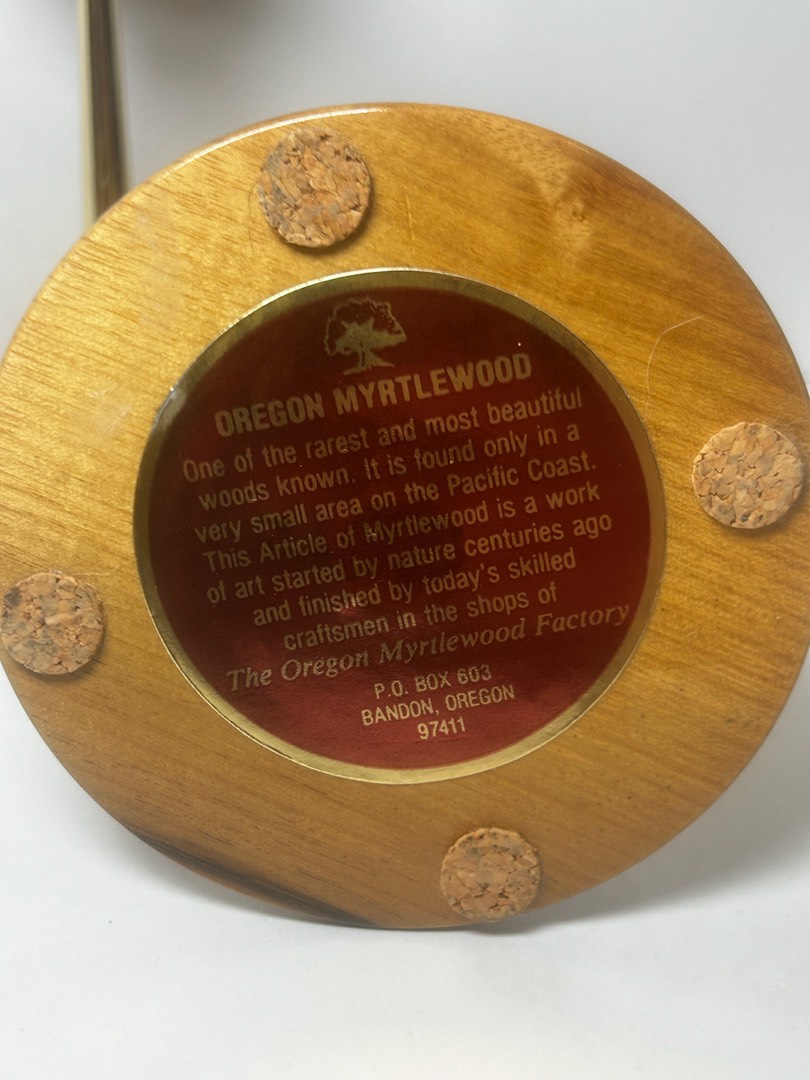 OREGON MYRTLEWOOD
One of the rarest and most beautiful
woods known. It is found only in a
very small area on the Pacific Coast.
This Article of Myrtlewood is a work
of art started by nature centuries ago
and finished by today's skilled
craftsmen in the shops of
The Oregon Myrtlewood Factory
P.O. BOX 603
BANDON, OREGON
97411